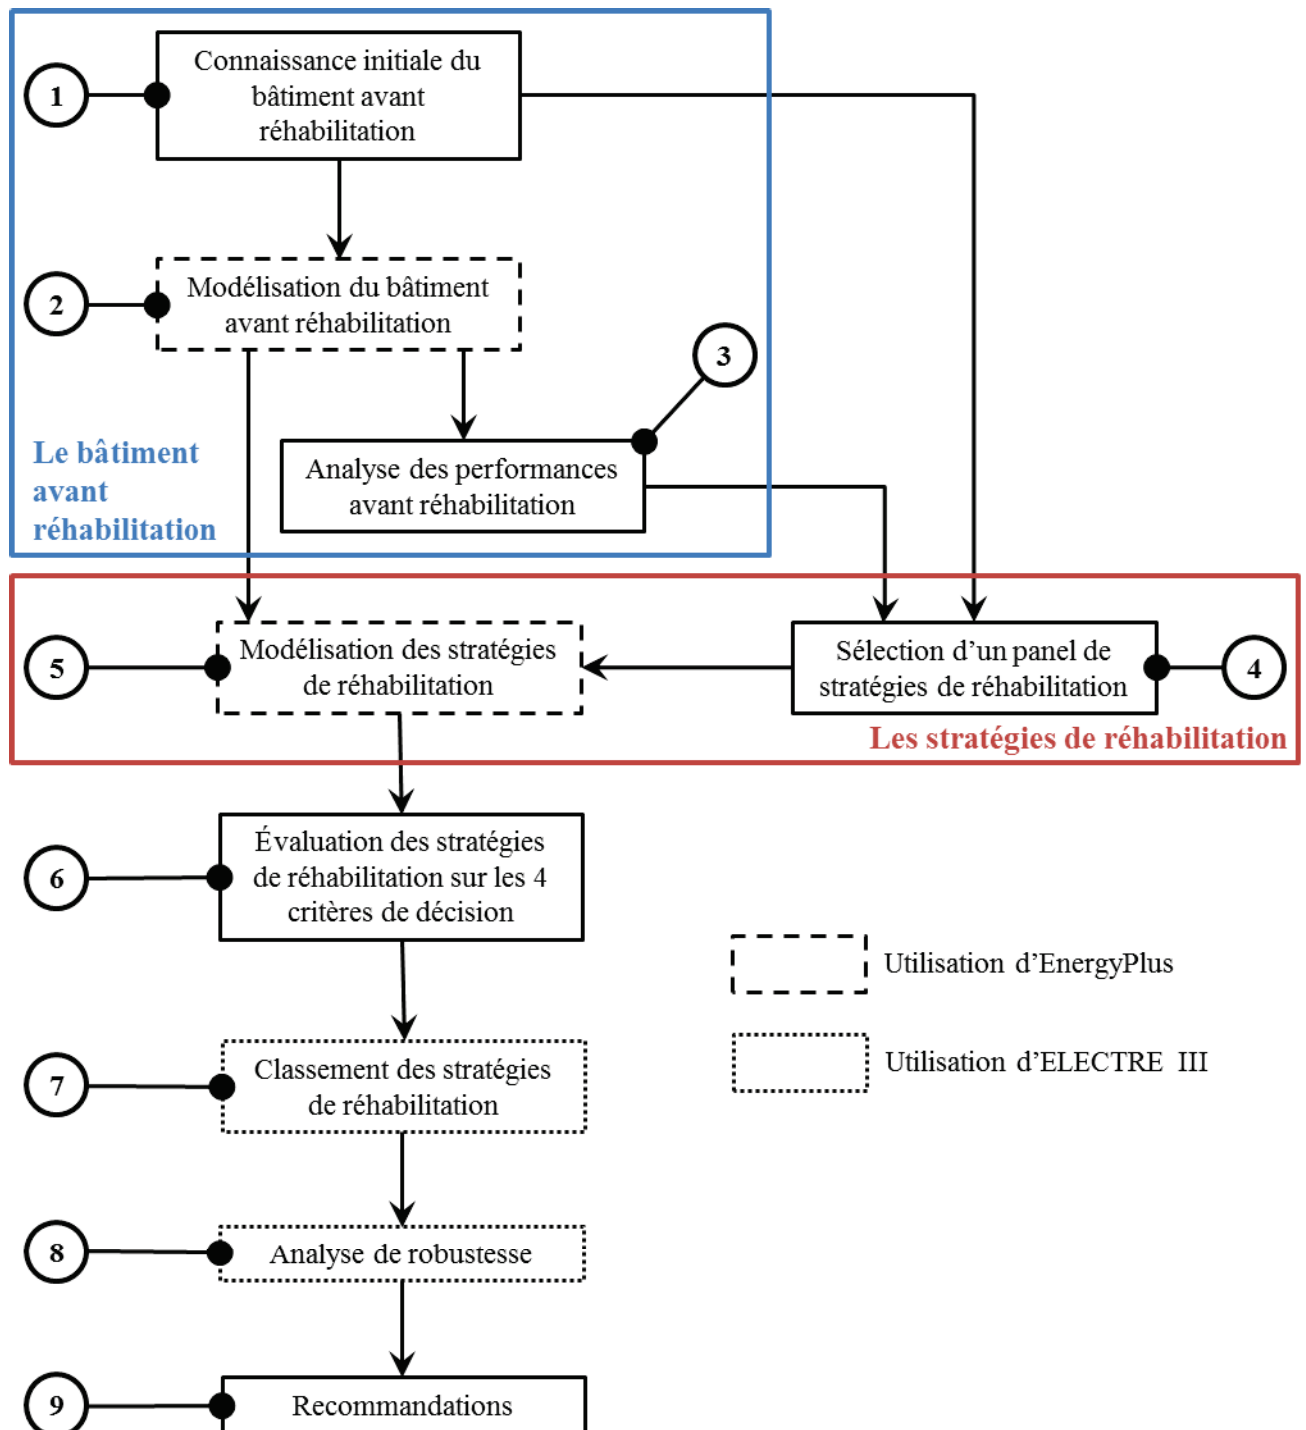 1
Connaissance initiale du
bâtiment avant
réhabilitation
2
Modélisation du bâtiment
avant réhabilitation
3
Le bâtiment
avant
réhabilitation
Analyse des performances
avant réhabilitation
5
Modélisation des stratégies
de réhabilitation
Sélection d’un panel de
stratégies de réhabilitation
4
Les stratégies de réhabilitation
6
Évaluation des stratégies
de réhabilitation sur les 4
critères de décision
Utilisation d’EnergyPlus
Utilisation d’ELECTRE III
7
Classement des stratégies
de réhabilitation
8
Analyse de robustesse
9
Recommandations